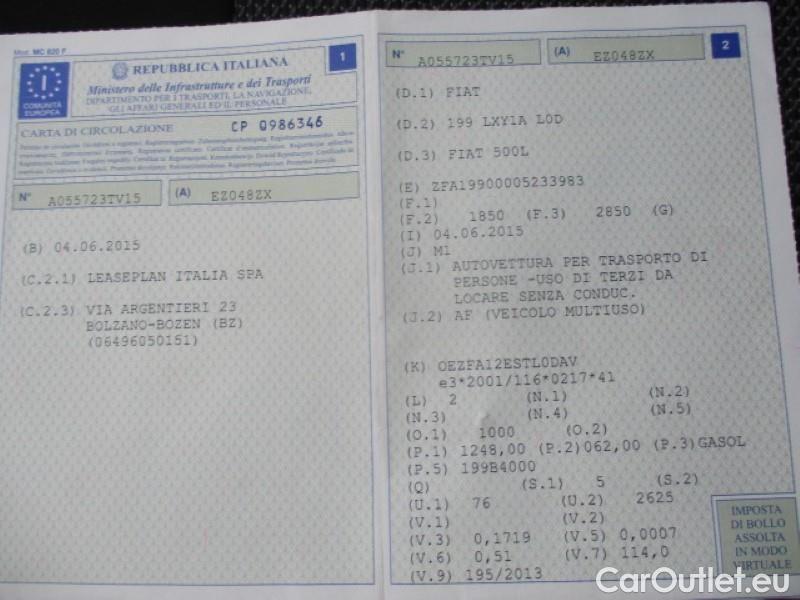 Mod. MC 820 F
I
COMUNITÀ
EUROPEA
REPUBBLICA ITALIANA
1
Ministero delle Infrastrutture e dei Trasporti
DIPARTIMENTO PER I TRASPORTI, LA NAVIGAZIONE,
GLI AFFARI GENERALI ED IL PERSONALE
CARTA DI CIRCOLAZIONE CP 0986346
N° A055723TV15 (A) EZ048ZX
(B) 04.06.2015
(C.2.1) LEASEPLAN ITALIA SPA
(C.2.3) VIA ARGENTIERI 23
BOLZANO-BOZEN (BZ)
(06496050151)
N° A055723TV15 (A) EZ048ZX 2
(D.1) FIAT
(D.2) 199 LXY1A L0D
(D.3) FIAT 500L
(E) ZFA19900005233983
(F.1)
(F.2) 1850 (F.3) 2850 (G)
(I) 04.06.2015
(J) M1
(J.1) AUTOVETTURA PER TRASPORTO DI
PERSONE -USO DI TERZI DA
LOCARE SENZA CONDUC.
(J.2) AF (VEICOLO MULTIUSO)
(K) OEZFA12ESTL0DAV
e3*2001/116*0217*41
(L) 2 (N.1) (N.2)
(N.3) (N.4) (N.5)
(O.1) 1000 (O.2)
(P.1) 1248,00 (P.2)062,00 (P.3)GASOL
(P.5) 199B4000
(Q) (S.1) 5 (S.2)
(U.1) 76 (U.2) 2625
(V.1) (V.2)
(V.3) 0,1719 (V.5) 0,0007
(V.6) 0,51 (V.7) 114,0
(V.9) 195/2013
IMPOSTA
DI BOLLO
ASSOLTA
IN MODO
VIRTUALE
CarOutlet.eu